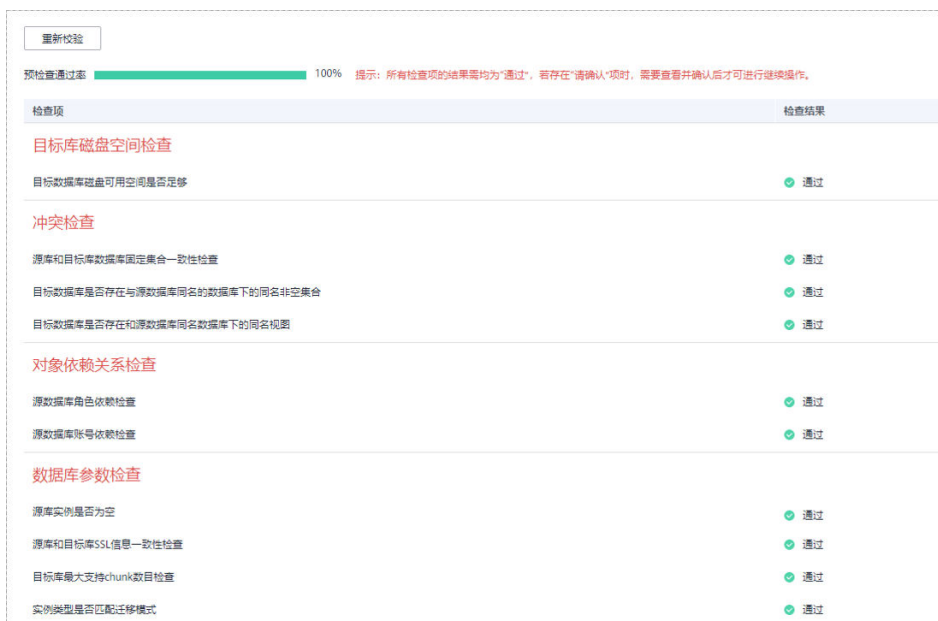 重新校验
预检查通过率 100% 提示：所有检查项的结果需均为“通过”，若存在“请确认”项时，需要查看并确认后才可进行继续操作。
检查项 检查结果
目标库磁盘空间检查
目标数据库磁盘可用空间是否足够 通过
冲突检查
源库和目标库数据库固定集合一致性检查 通过
目标数据库是否存在与源数据库同名的数据库下的同名非空集合 通过
目标数据库是否存在和源数据库同名数据库下的同名视图 通过
对象依赖关系检查
源数据库角色依赖检查 通过
源数据库账号依赖检查 通过
数据库参数检查
源库实例是否为空 通过
源库和目标库SSL信息一致性检查 通过
目标库最大支持chunk数目检查 通过
实例类型是否匹配迁移模式 通过